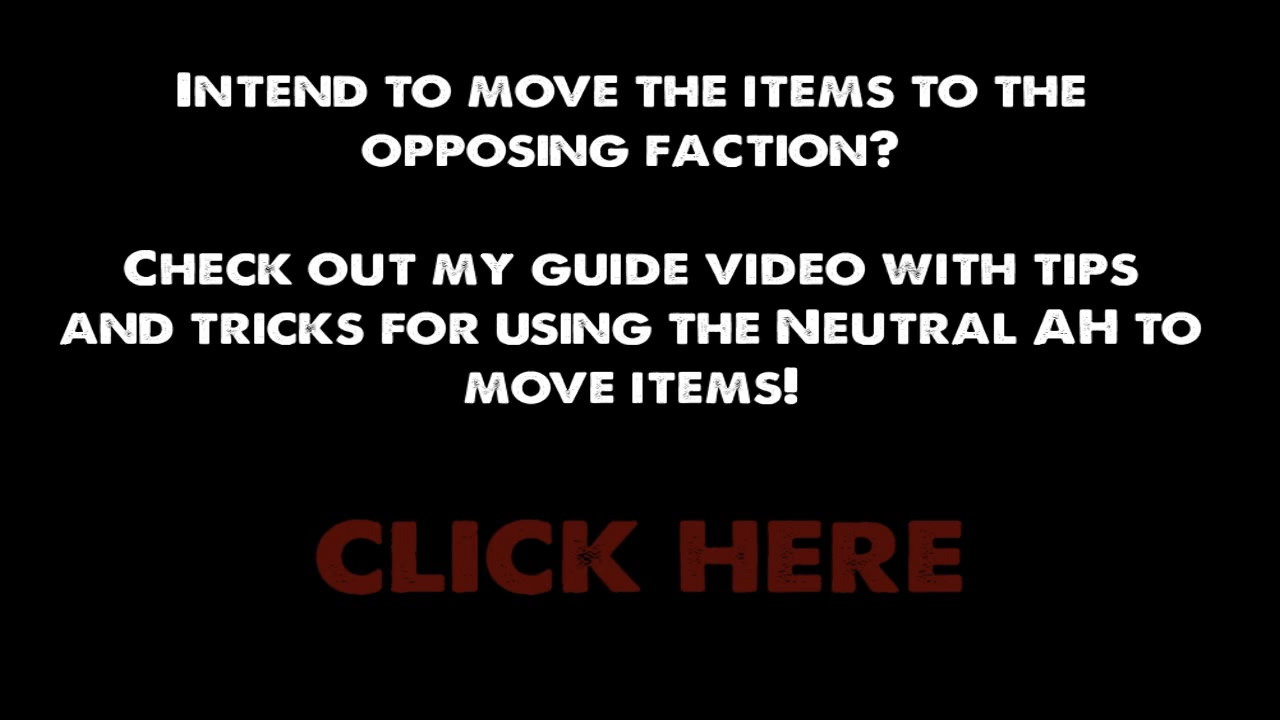 Intend to move the items to the
opposing faction?
Check out my guide video with tips
and tricks for using the Neutral AH to
move items!
CLICK HERE